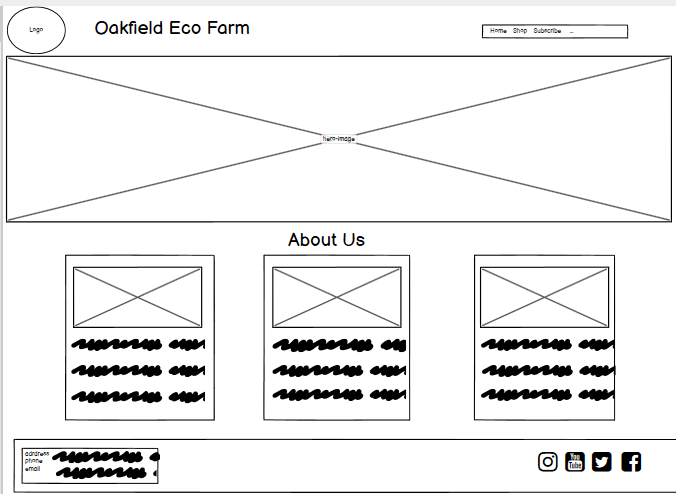 Logo
Oakfield Eco Farm
Home Shop Subscribe ...
hero-image
About Us
address
phone
email
You
Tube